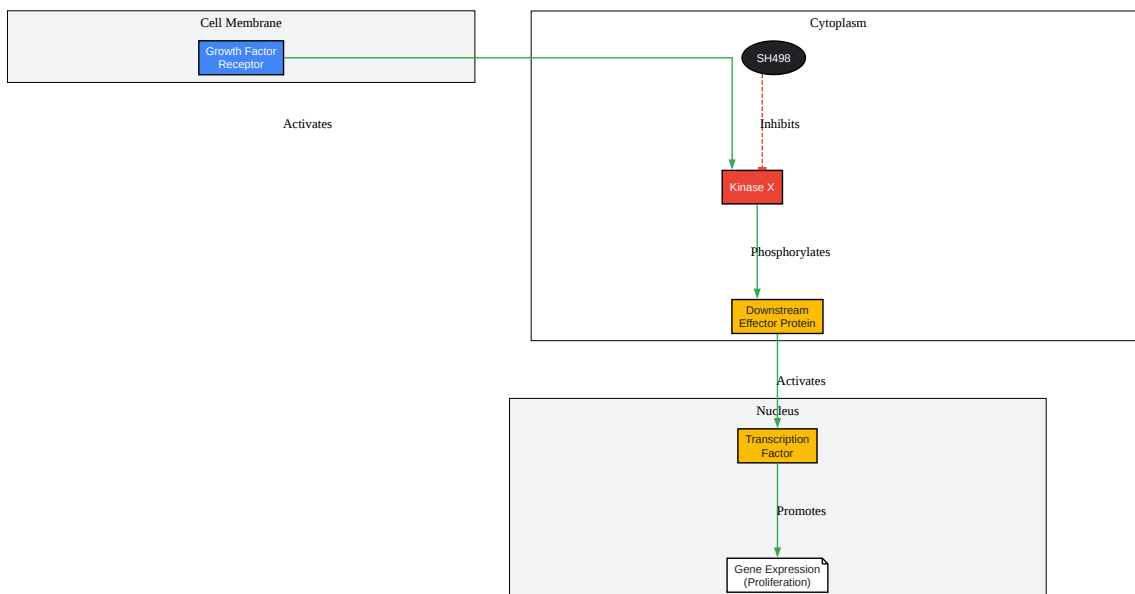 Cell Membrane
Growth Factor
Receptor
Activates
Cytoplasm
SH498
Inhibits
Kinase X
Phosphorylates
Downstream
Effector Protein
Activates
Nucleus
Transcription
Factor
Promotes
Gene Expression
(Proliferation)